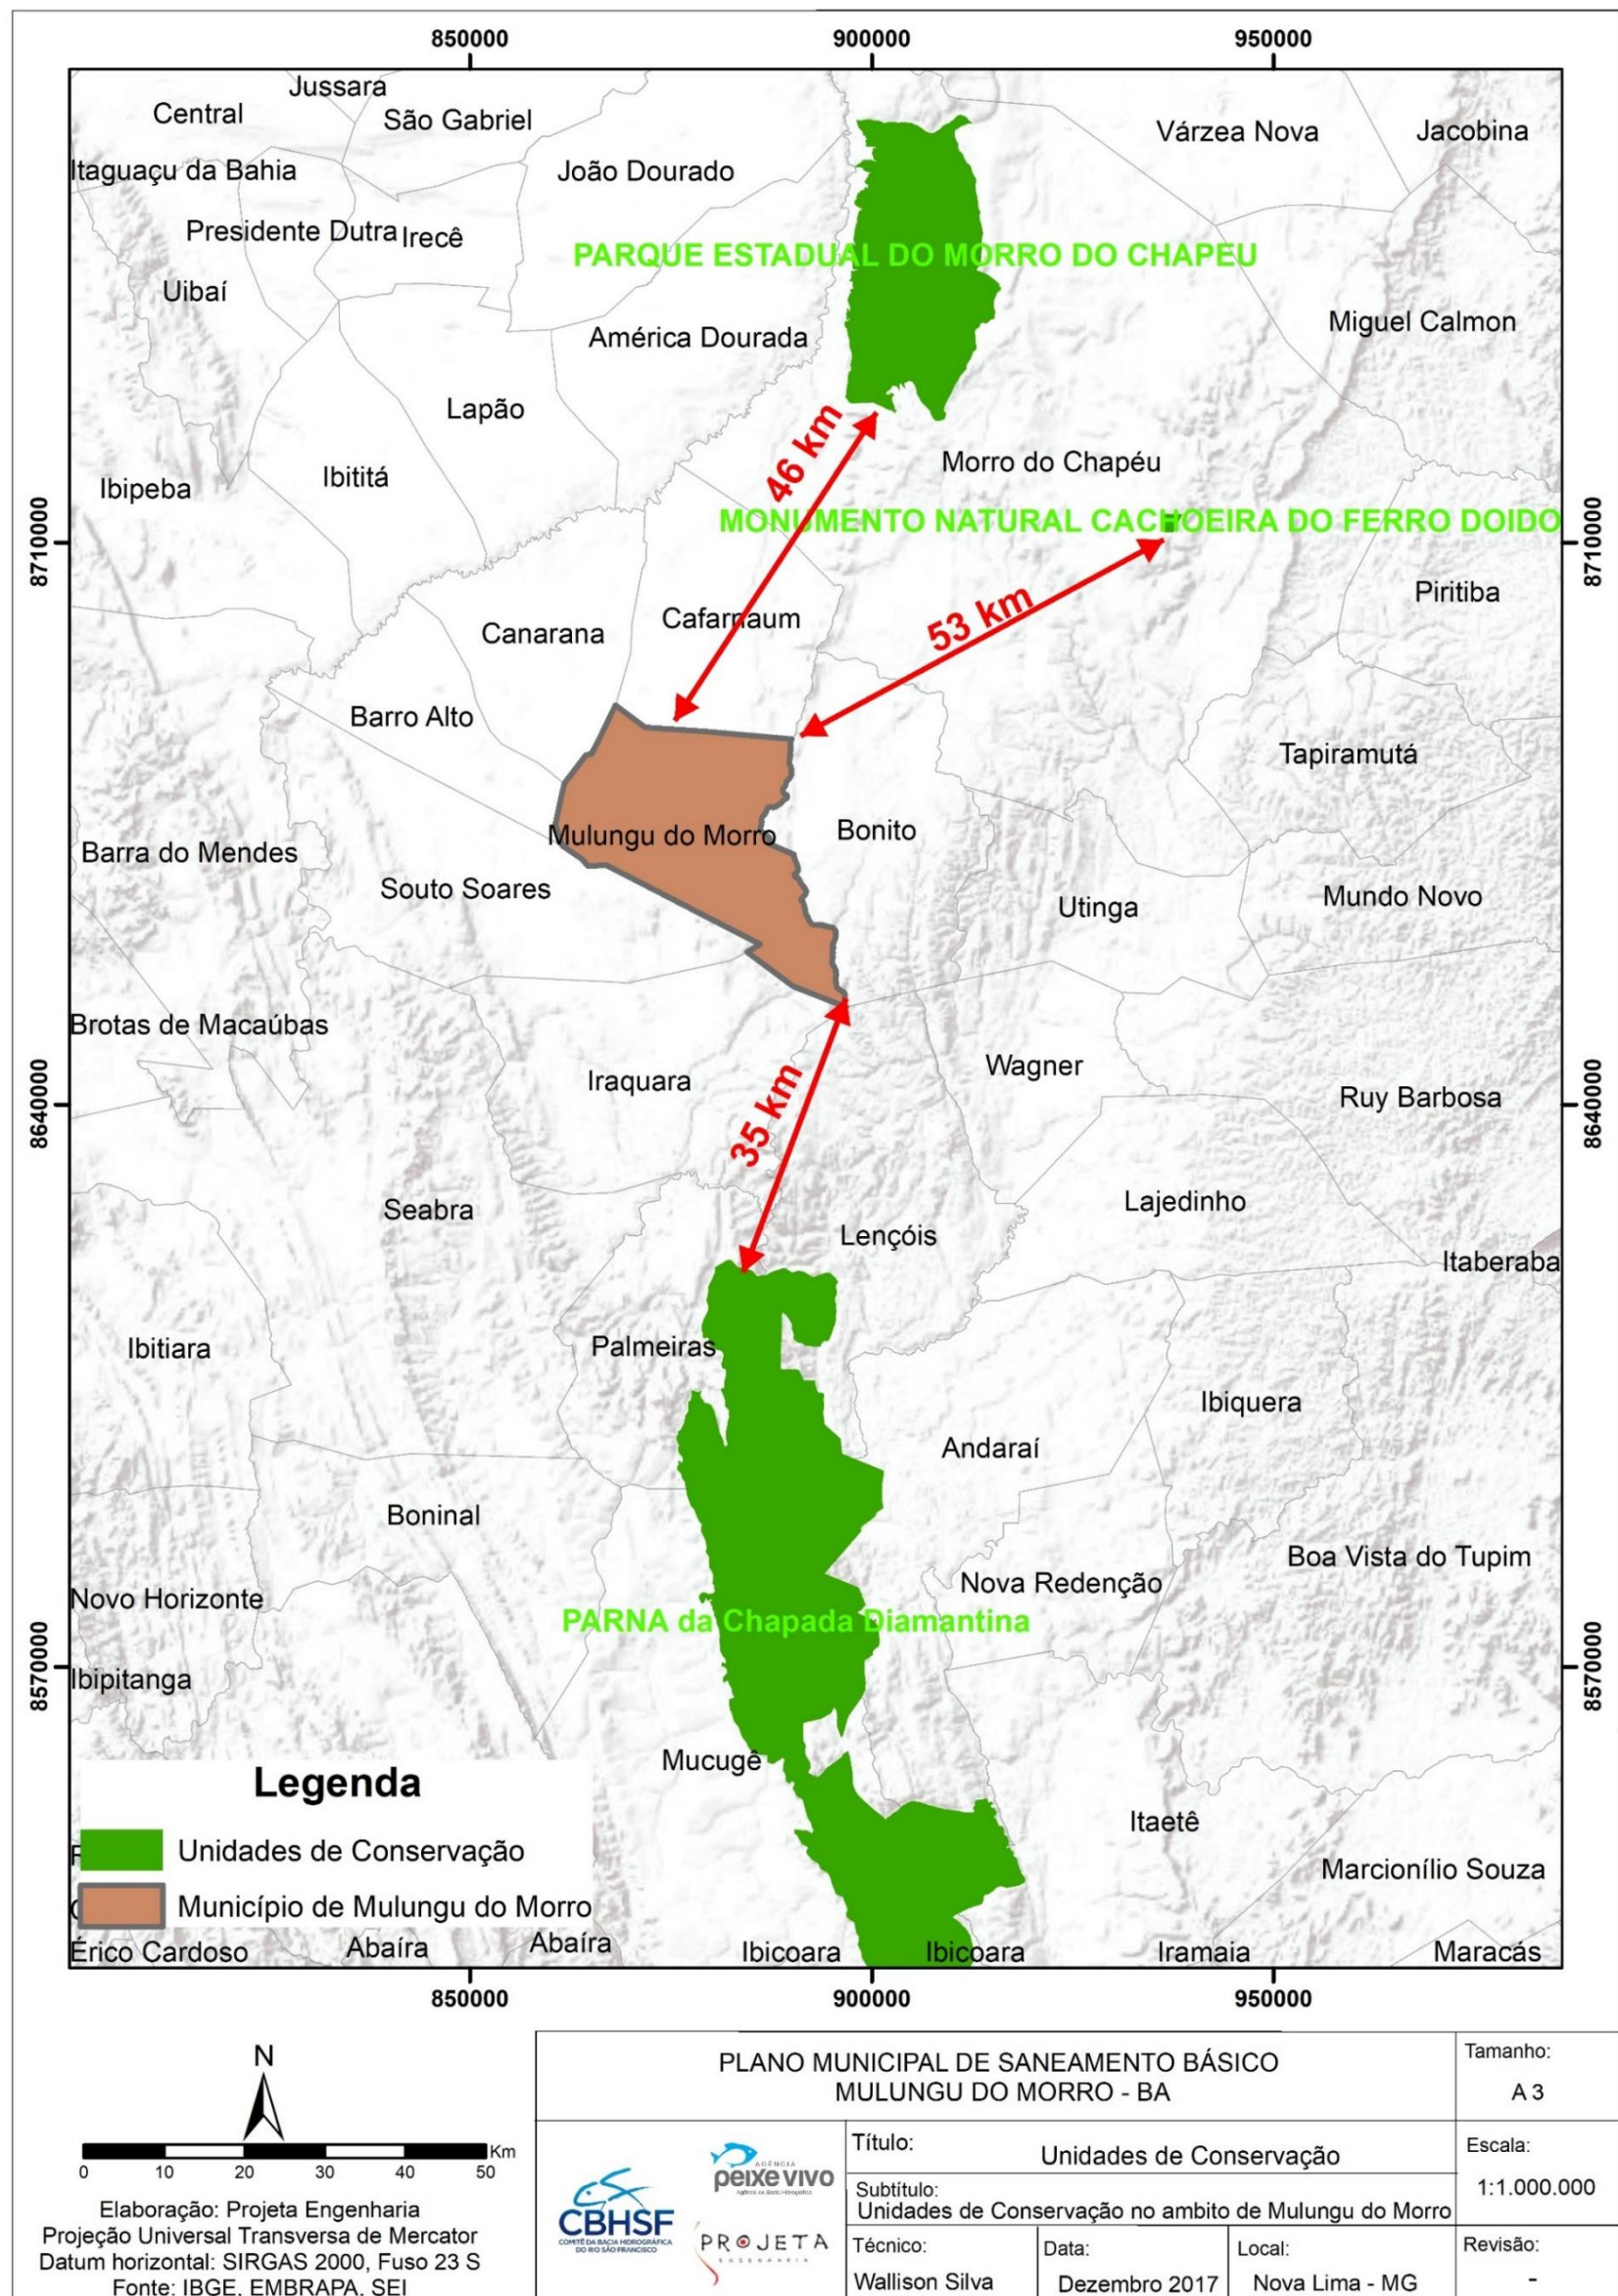 850000 900000 950000
Jussara
Central
São Gabriel
Várzea Nova
Jacobina
Itaguaçu da Bahia
João Dourado
Presidente Dutra
Irecê
PARQUE ESTADUAL DO MORRO DO CHAPEU
Uibaí
Miguel Calmon
América Dourada
Lapão
46 km
Morro do Chapéu
Ibititá
Ibipeba
MONUMENTO NATURAL CACHOEIRA DO FERRO DOIDO
8710000
8710000
Piritiba
53 km
Cafarnaum
Canarana
Barro Alto
Tapiramutá
Mulungu do Morro
Bonito
Barra do Mendes
Souto Soares
Mundo Novo
Utinga
Brotas de Macaúbas
Wagner
Iraquara
35 km
Ruy Barbosa
8640000
8640000
Lajedinho
Seabra
Lençóis
Itaberaba
Palmeiras
Ibitiara
Ibiquera
Andaraí
Boninal
Boa Vista do Tupim
Nova Redenção
Novo Horizonte
PARNA da Chapada Diamantina
8570000
8570000
Ibipitanga
Mucugê
Legenda
Itaetê
Unidades de Conservação
Marcionílio Souza
Município de Mulungu do Morro
Érico Cardoso
Abaíra
Abaíra
Ibicoara
Ibicoara
Iramaia
Maracás
850000 900000 950000
N
Km
0 10 20 30 40 50
Elaboração: Projeta Engenharia
Projeção Universal Transversa de Mercator
Datum horizontal: SIRGAS 2000, Fuso 23 S
Fonte: IBGE, EMBRAPA, SEI
PLANO MUNICIPAL DE SANEAMENTO BÁSICO
MULUNGU DO MORRO - BA
Tamanho:
A 3
CBHSF
COMITÊ DA BACIA HIDROGRÁFICA
DO RIO SÃO FRANCISCO
AGÊNCIA
peixe vivo
PROJETA
ENGENHARIA
Título:
Unidades de Conservação
Escala:
1:1.000.000
Subtítulo:
Unidades de Conservação no ambito de Mulungu do Morro
Técnico:
Wallison Silva
Data:
Dezembro 2017
Local:
Nova Lima - MG
Revisão:
-